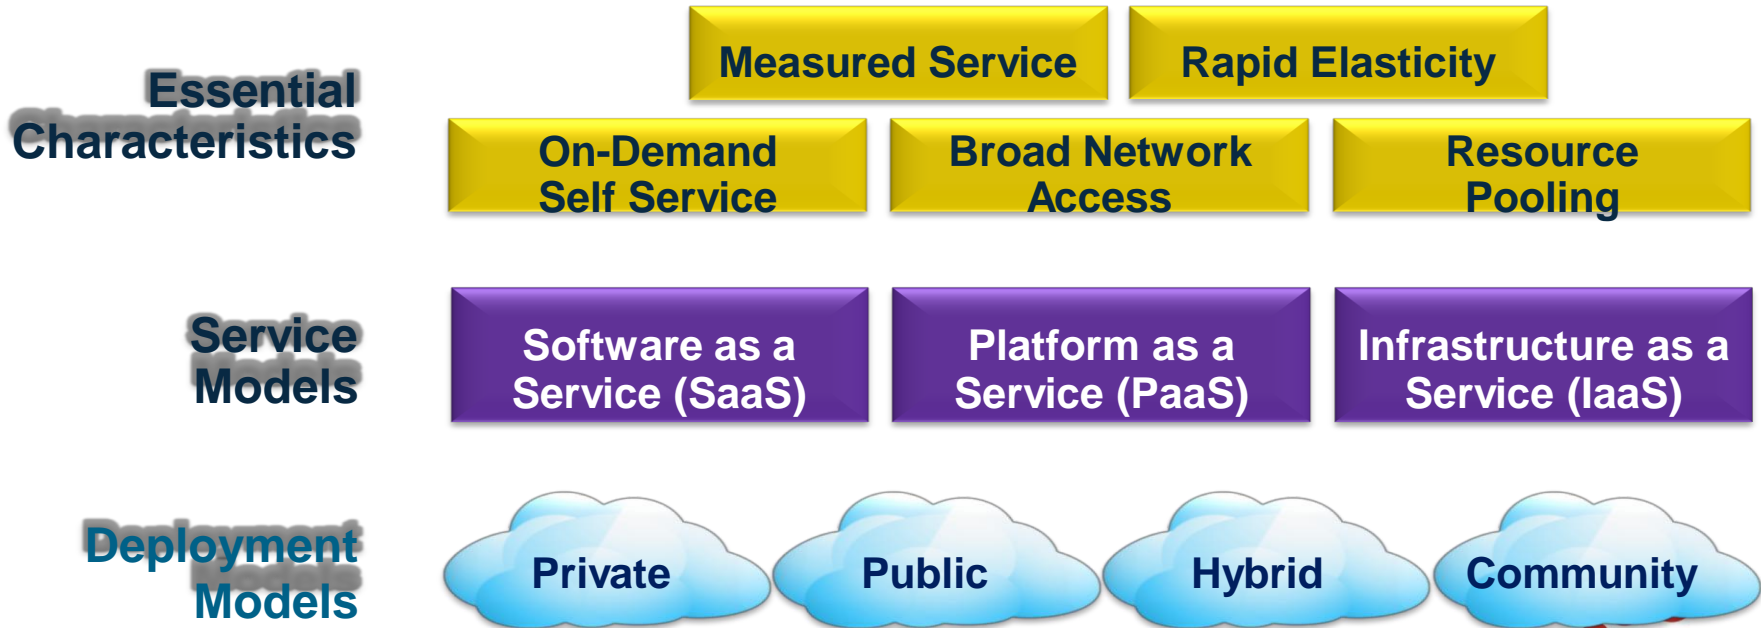 Essential
Characteristics
Measured Service
Rapid Elasticity
On-Demand
Self Service
Broad Network
Access
Resource
Pooling
Service
Models
Software as a
Service (SaaS)
Platform as a
Service (PaaS)
Infrastructure as a
Service (IaaS)
Deployment
Models
Private
Public
Hybrid
Community